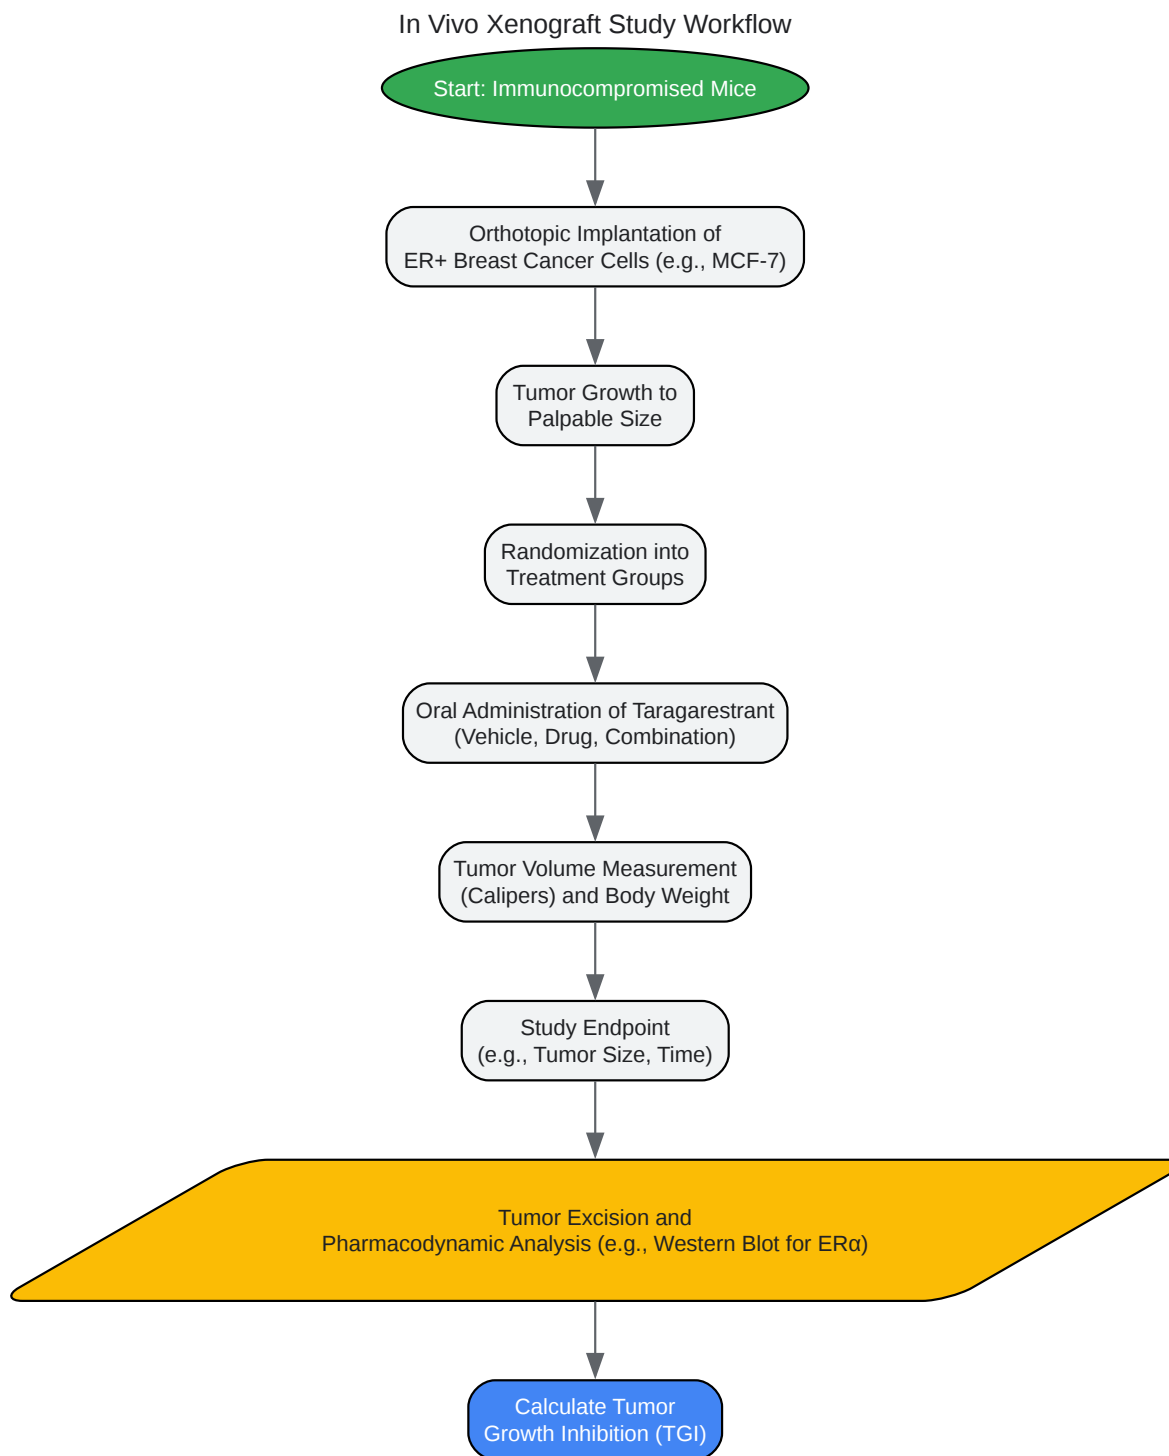 In Vivo Xenograft Study Workflow
Start: Immunocompromised Mice
Orthotopic Implantation of
ER+ Breast Cancer Cells (e.g., MCF-7)
Tumor Growth to
Palpable Size
Randomization into
Treatment Groups
Oral Administration of Taragarestrant
(Vehicle, Drug, Combination)
Tumor Volume Measurement
(Calipers) and Body Weight
Study Endpoint
(e.g., Tumor Size, Time)
Tumor Excision and
Pharmacodynamic Analysis (e.g., Western Blot for ERα)
Calculate Tumor
Growth Inhibition (TGI)